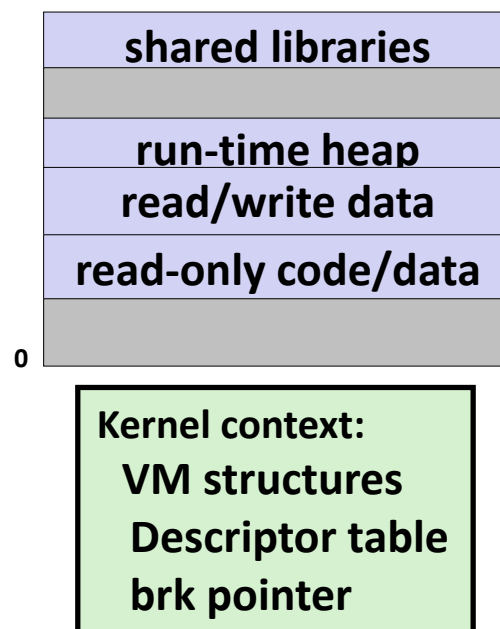 shared libraries
run-time heap
read/write data
read-only code/data
0
Kernel context:
VM structures
Descriptor table
brk pointer